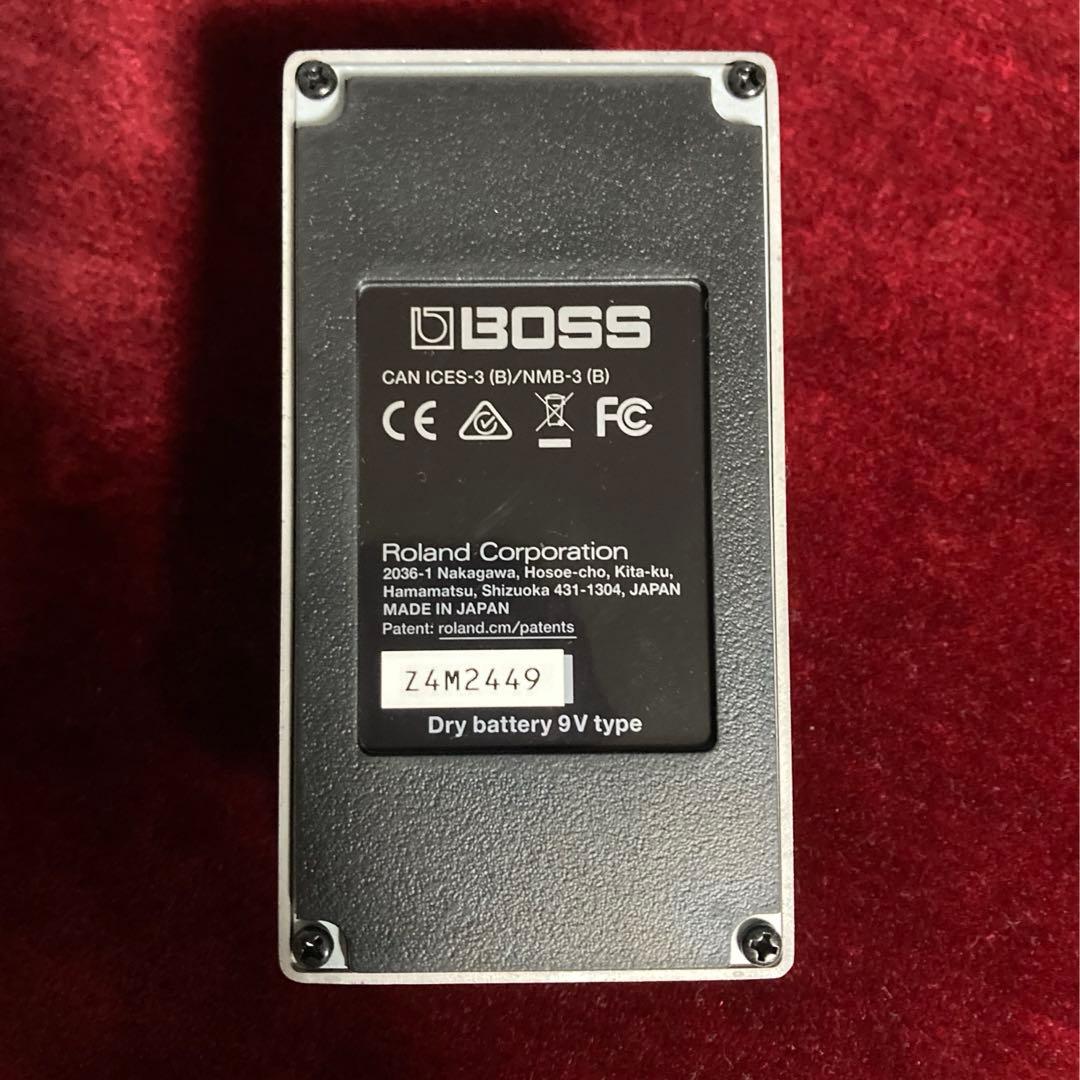 BOSS
CAN ICES-3 (B)/NMB-3 (B)
CE FC
Roland Corporation
2036-1 Nakagawa, Hosoe-cho, Kita-ku,
Hamamatsu, Shizuoka 431-1304, JAPAN
MADE IN JAPAN
Patent: roland.cm/patents
Z4M2449
Dry battery 9V type